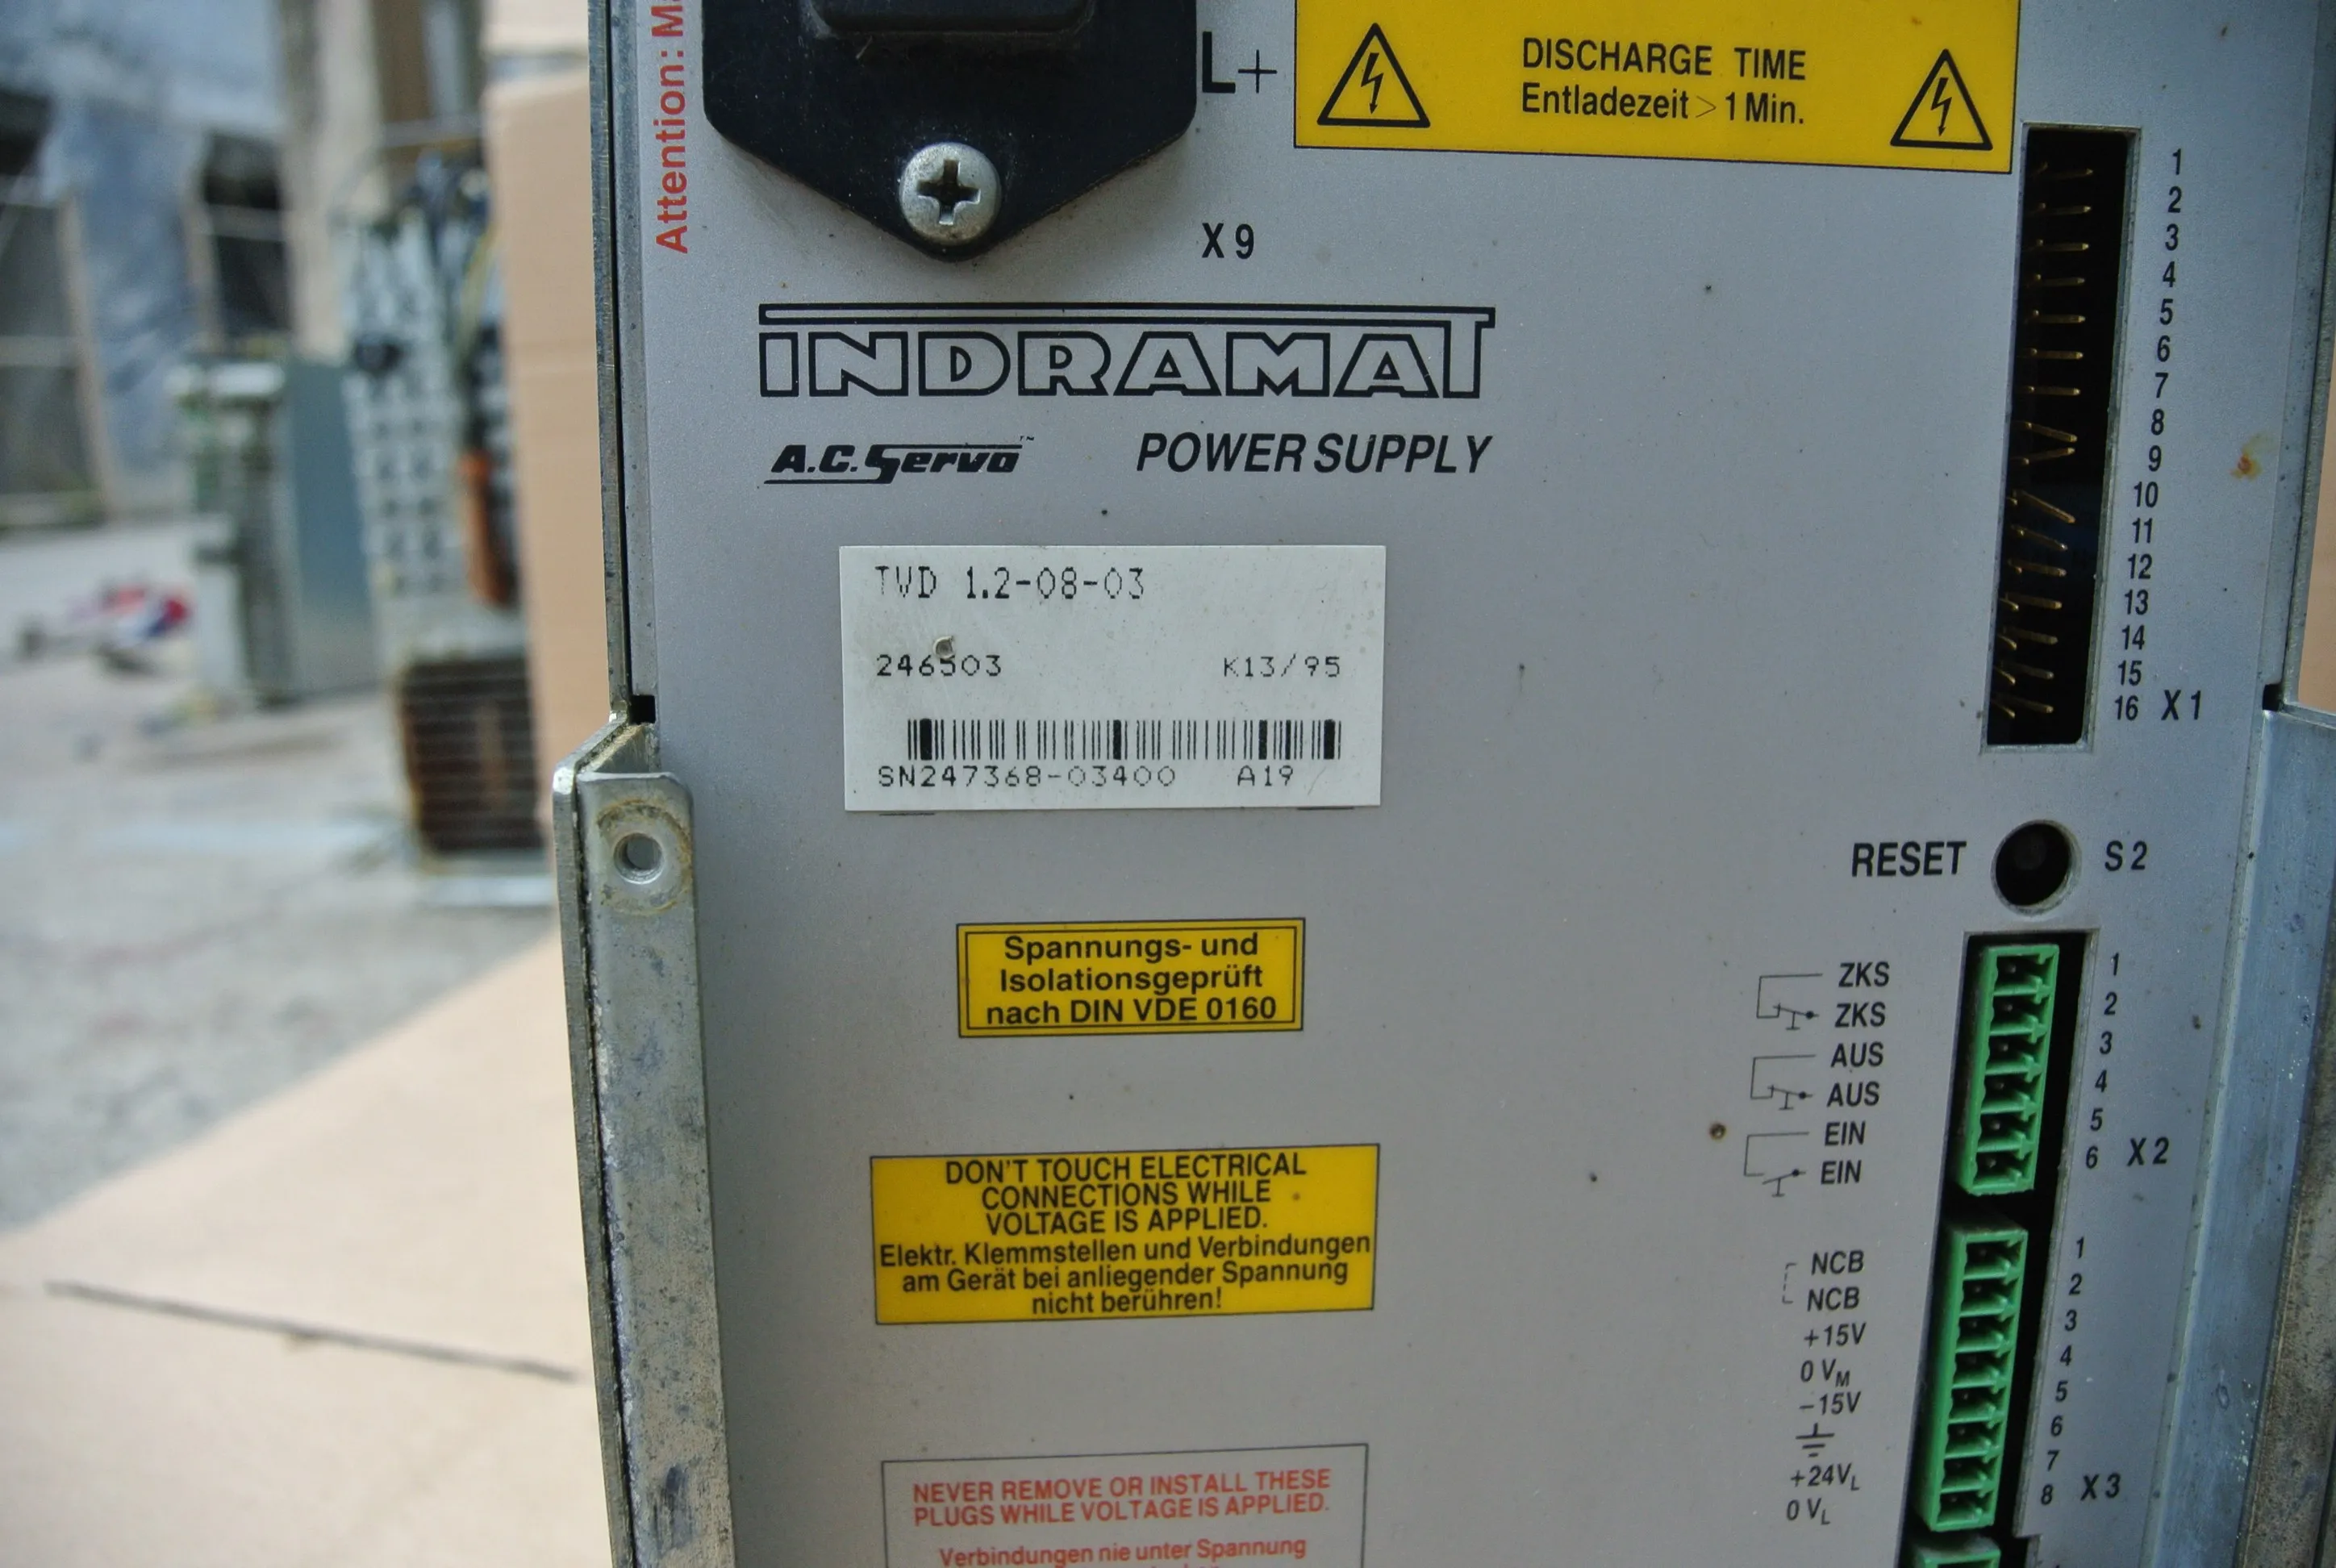 Attention:
L+
DISCHARGE TIME
Entladezeit > 1 Min.
X9
INDRAMAT
A.C. Servo™
POWER SUPPLY
TVD 1.2-08-03
246503 K13/95
SN247368-03400 A19
Spannungs- und
Isolationsgeprüft
nach DIN VDE 0160
DON'T TOUCH ELECTRICAL
CONNECTIONS WHILE
VOLTAGE IS APPLIED.
Elektr. Klemmstellen und Verbindungen
am Gerät bei anliegender Spannung
nicht berühren!
NEVER REMOVE OR INSTALL THESE
PLUGS WHILE VOLTAGE IS APPLIED.
Verbindungen nie unter Spannung
1
2
3
4
5
6
7
8
9
10
11
12
13
14
15
16 X1
RESET S2
ZKS 1
ZKS 2
AUS 3
AUS 4
EIN 5
EIN 6 X2
NCB 1
NCB 2
+15V 3
0 VM 4
-15V 5
6
+24VL 7
0 VL 8 X3